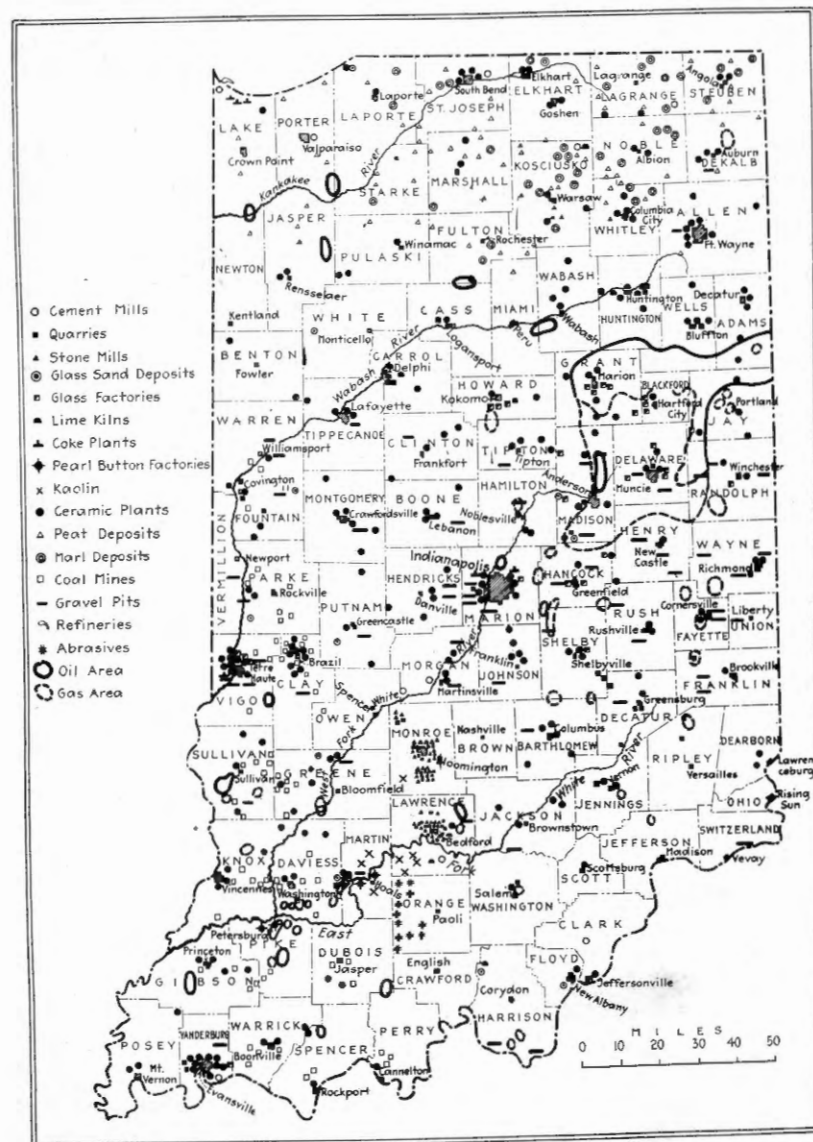 Elkhart
Lagrange
Angola
South Bend
ELKHART
LAGRANGE
STEUBEN
Laporte
ST. JOSEPH
Goshen
LAKE
PORTER
LAPORTE
NOBLE
Crown Point
Valparaiso
River
KOSCIUSKO
Albion
Auburn
DEKALB
Kankakee
STARKE
MARSHALL
Warsaw
Columbia
City
ALLEN
JASPER
FULTON
WHITLEY
Ft. Wayne
PULASKI
Winamac
Rochester
NEWTON
Rensselaer
WABASH
Huntington
Decatur
Kentland
WHITE
CASS
MIAMI
HUNTINGTON
WELLS
Monticello
River
Logansport
Peru
Wabash
Bluffton
ADAMS
BENTON
CARROL
GRANT
Fowler
Wabash
Delphi
HOWARD
Marion
BLACKFORD
Hartford
City
Portland
Lafayette
Kokomo
JAY
WARREN
TIPPECANOE
CLINTON
TIPTON
Williamsport
Frankfort
Tipton
DELAWARE
Covington
HAMILTON
Anderson
Muncie
Winchester
MONTGOMERY
BOONE
RANDOLPH
FOUNTAIN
Crawfordsville
Lebanon
Noblesville
MADISON
HENRY
VERMILLION
Newport
Indianapolis
New
Castle
WAYNE
PARKE
HENDRICKS
HANCOCK
Richmond
Rockville
PUTNAM
Danville
MARION
Greenfield
RUSH
Connersville
Liberty
Greencastle
River
SHELBY
Rushville
FAYETTE
UNION
Terre
Haute
Brazil
MORGAN
Franklin
Shelbyville
Brookville
CLAY
Spencer
White
Martinsville
JOHNSON
FRANKLIN
VIGO
OWEN
Greensburg
DECATUR
MONROE
Nashville
Columbus
SULLIVAN
Fork
BROWN
BARTHOLMEW
River
RIPLEY
DEARBORN
Sullivan
GREENE
Bloomington
Versailles
Lawren-
ceburg
West
Bloomfield
White
Vernon
JENNINGS
Rising
Sun
LAWRENCE
JACKSON
OHIO
MARTIN
Bedford
Brownstown
JEFFERSON
SWITZERLAND
KNOX
DAVIESS
Fork
Scottsburg
Madison
Vevay
Vincennes
Washington
Shoals
ORANGE
Salem
SCOTT
WASHINGTON
Petersburg
Paoli
CLARK
Princeton
PIKE
East
DUBOIS
English
FLOYD
GIBSON
Jasper
CRAWFORD
Corydon
Jeffersonville
New Albany
HARRISON
WARRICK
PERRY
POSEY
VANDERBURG
Boonville
SPENCER
Mt.
Vernon
Cannelton
Evansville
Rockport
Cement Mills
Quarries
Stone Mills
Glass Sand Deposits
Glass Factories
Lime Kilns
Coke Plants
Pearl Button Factories
Kaolin
Ceramic Plants
Peat Deposits
Marl Deposits
Coal Mines
Gravel Pits
Refineries
Abrasives
Oil Area
Gas Area
MILES
0 10 20 30 40 50